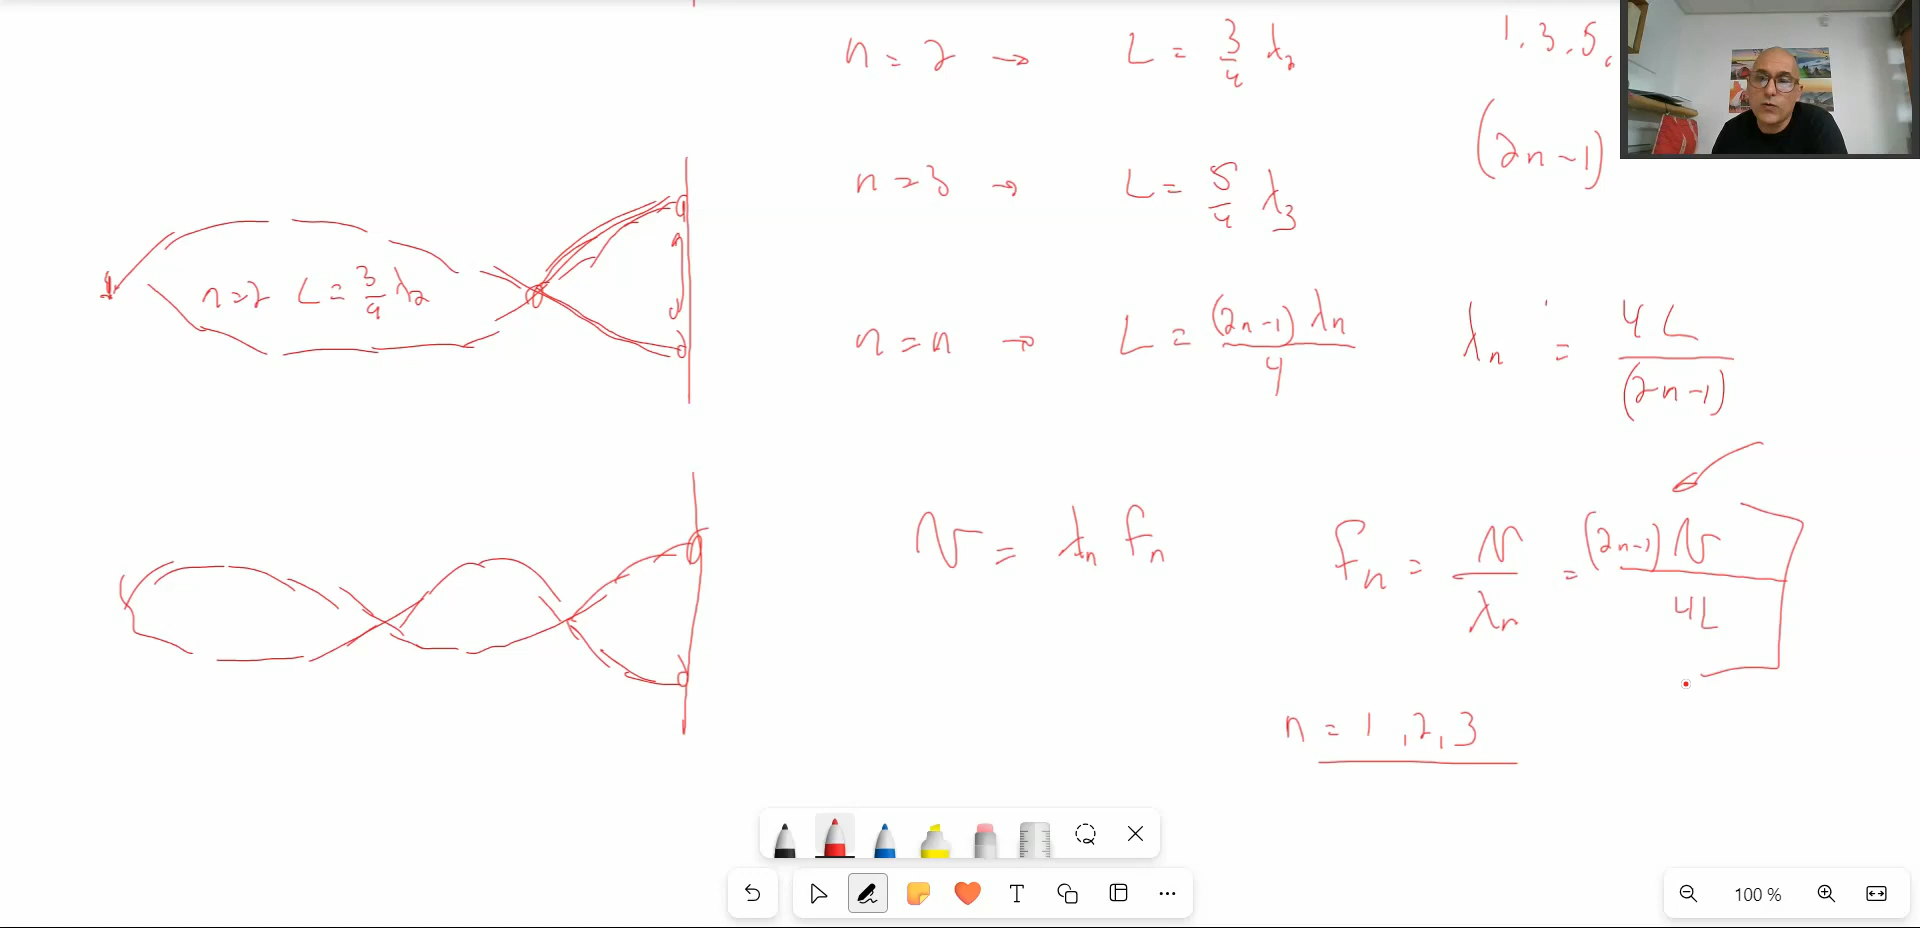 n = 2 → L = 3/4 λ2
1, 3, 5,
(2n-1)
n = 3 → L = 5/4 λ3
n = 2 L = 3/4 λ2
n = n → L = (2n-1) λn / 4
λn = 4L / (2n-1)
v = λn fn
fn = v / λn = (2n-1) v / 4L
n = 1, 2, 3
100 %